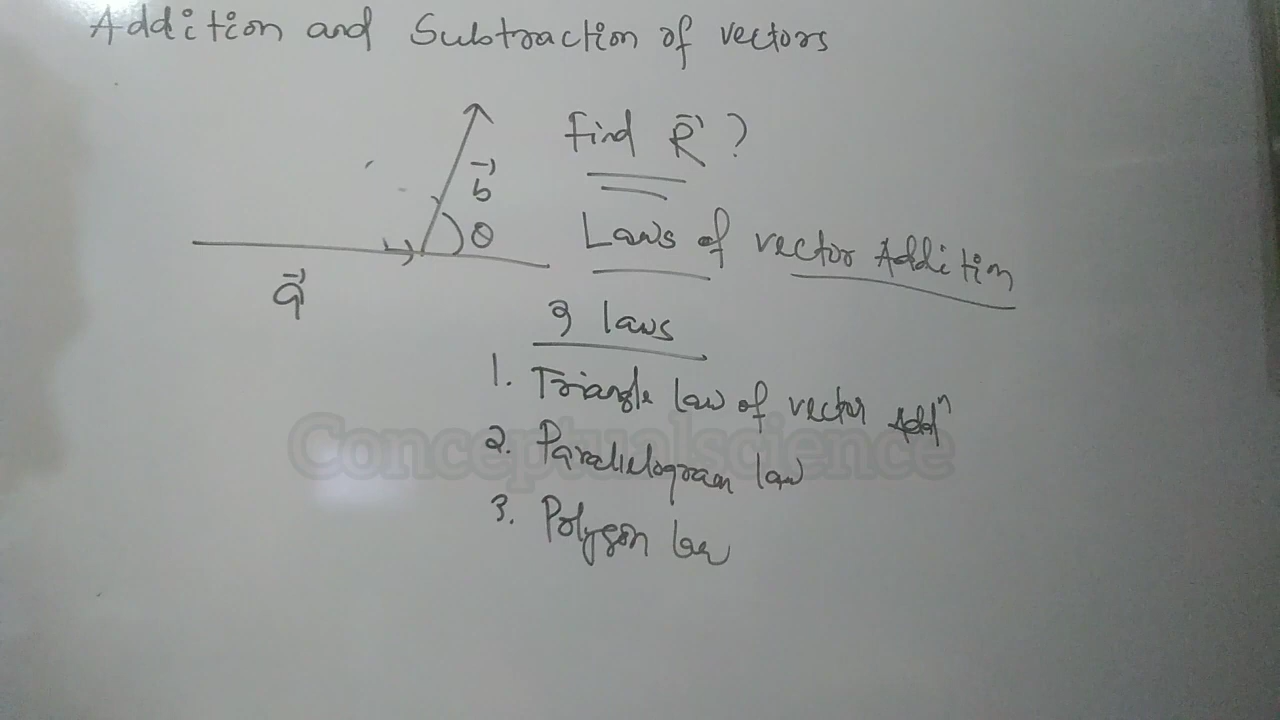 Addition and Subtraction of vectors
Find R⃗ ?
b⃗
θ
Laws of vector Addition
a⃗
3 laws
1. Triangle law of vector Addⁿ
2. Parallelogram law
3. Polygon law
Conceptualscience